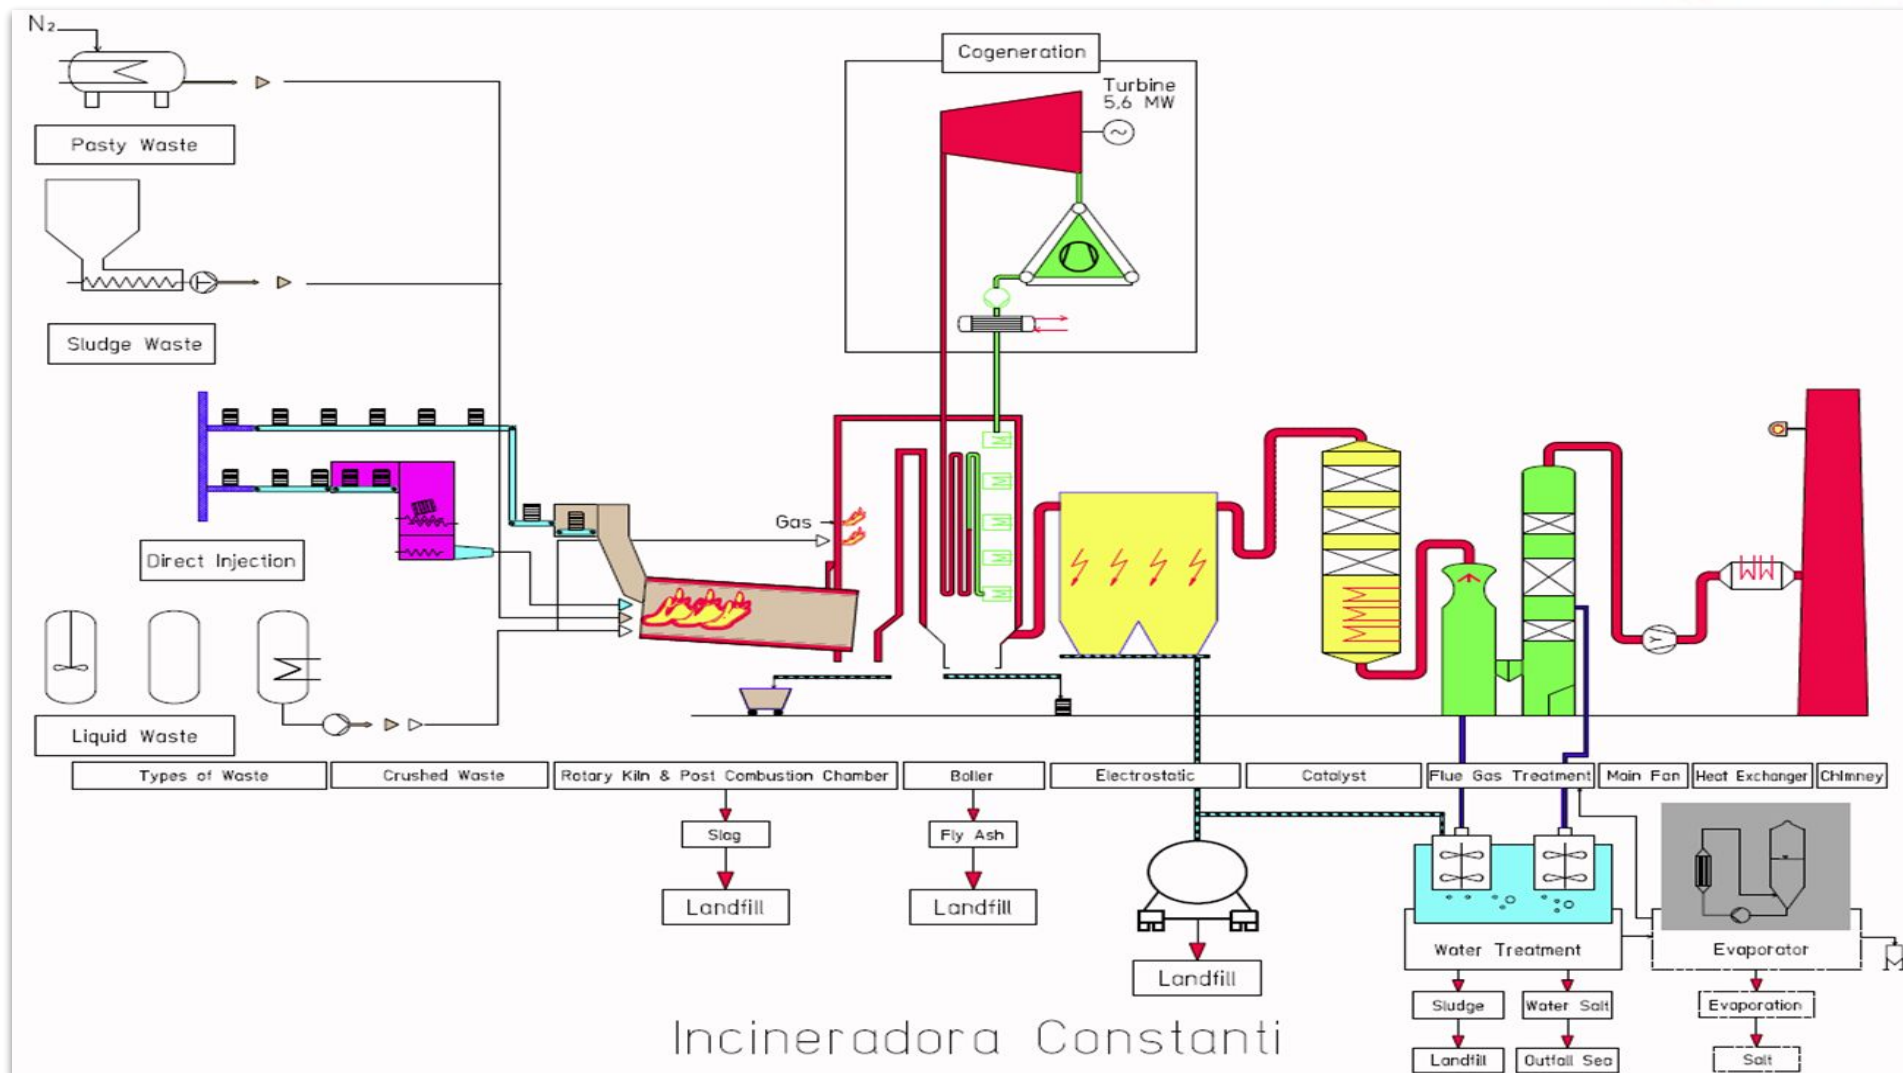 N₂
Cogeneration
Turbine
5,6 MW
Pasty Waste
Sludge Waste
Gas
Direct Injection
Liquid Waste
Types of Waste
Crushed Waste
Rotary Kiln & Post Combustion Chamber
Boiler
Electrostatic
Catalyst
Flue Gas Treatment
Main Fan
Heat Exchanger
Chimney
Slag
Fly Ash
Landfill
Landfill
Landfill
Water Treatment
Evaporator
Sludge
Water Salt
Evaporation
Landfill
Outfall Sea
Salt
Incineradora Constanti